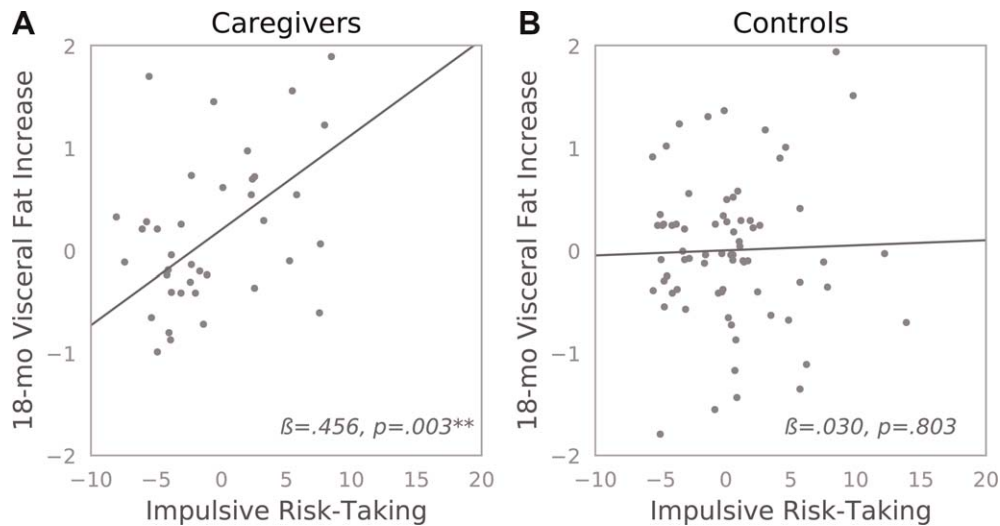 A
Caregivers
18-mo Visceral Fat Increase
2
1
0
−1
−2
ß=.456, p=.003**
−10 −5 0 5 10 15 20
Impulsive Risk-Taking
B
Controls
18-mo Visceral Fat Increase
2
1
0
−1
−2
ß=.030, p=.803
−10 −5 0 5 10 15 20
Impulsive Risk-Taking